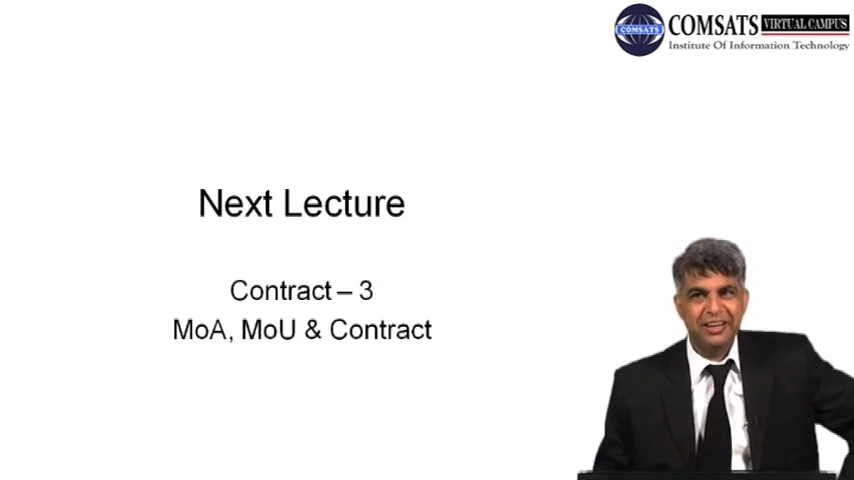 COMSATS VIRTUAL CAMPUS
COMSATS
Institute Of Information Technology
Next Lecture
Contract – 3
MoA, MoU & Contract